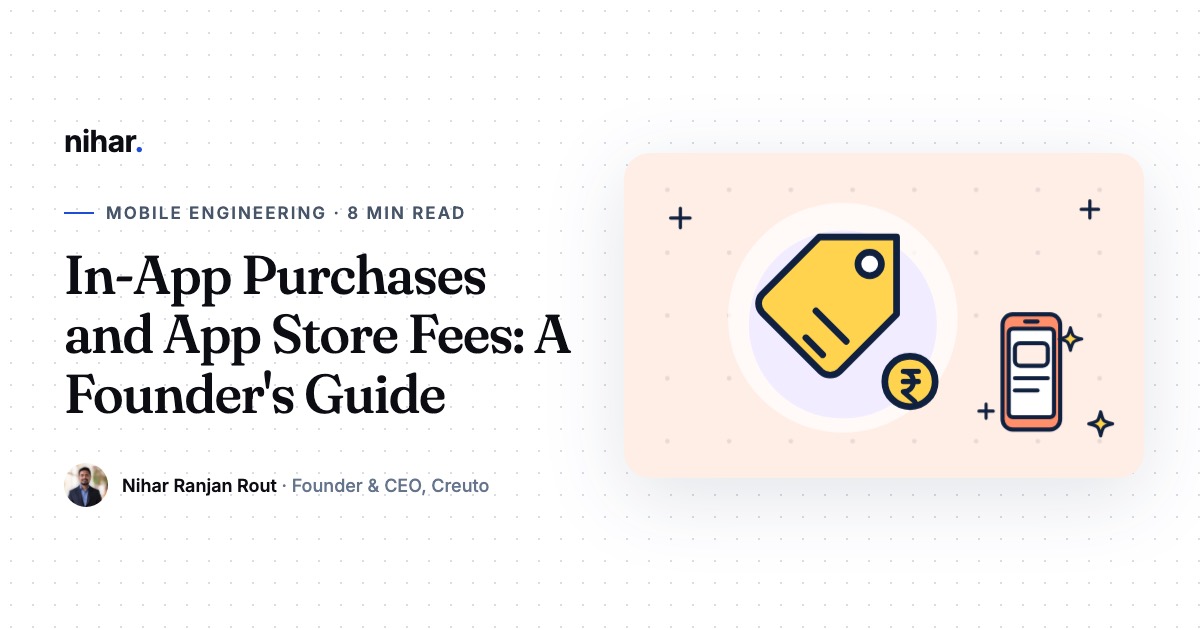 nihar.
MOBILE ENGINEERING · 8 MIN READ
In-App Purchases
and App Store Fees: A
Founder's Guide
Nihar Ranjan Rout · Founder & CEO, Creuto
₹